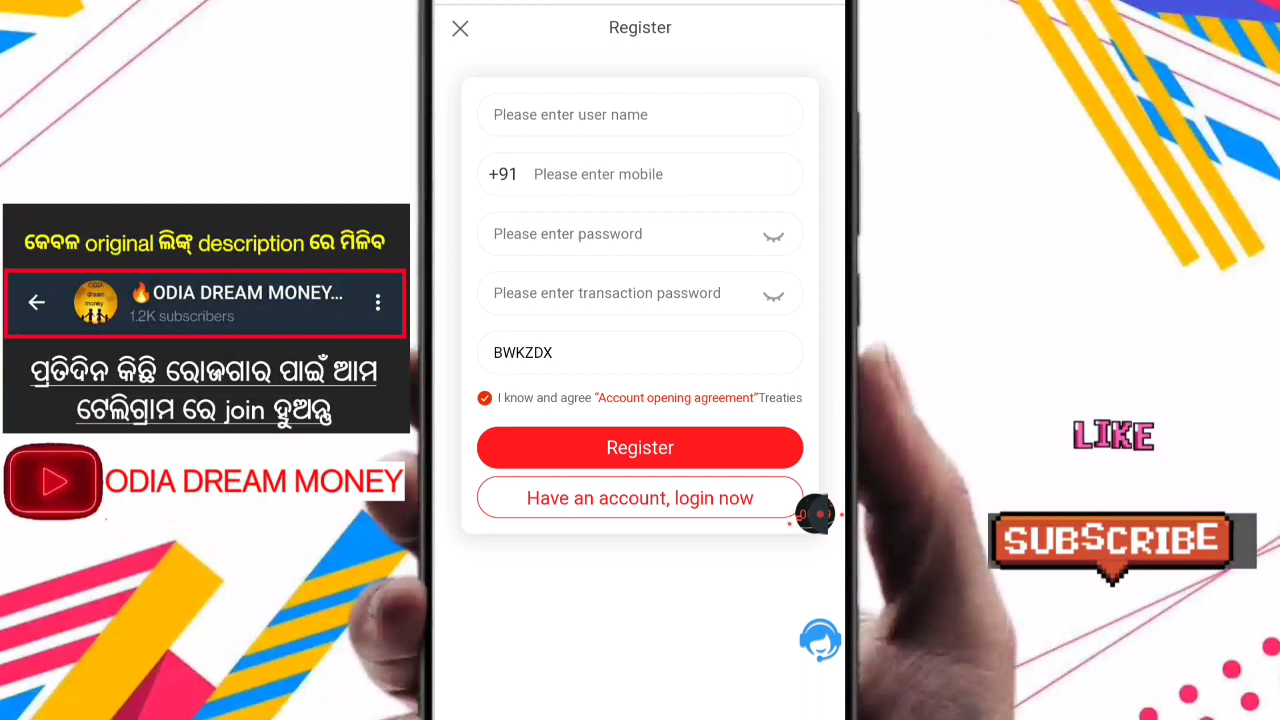 Register
Please enter user name
+91 Please enter mobile
Please enter password
Please enter transaction password
BWKZDX
I know and agree “Account opening agreement”Treaties
Register
Have an account, login now
କେବଳ original ଲିଙ୍କ୍ description ରେ ମିଳିବ
🔥ODIA DREAM MONEY...
1.2K subscribers
ପ୍ରତିଦିନ କିଛି ରୋଜଗାର ପାଇଁ ଆମ
ଟେଲିଗ୍ରାମ ରେ join ହୁଅନ୍ତୁ
ODIA DREAM MONEY
LIKE
SUBSCRIBE